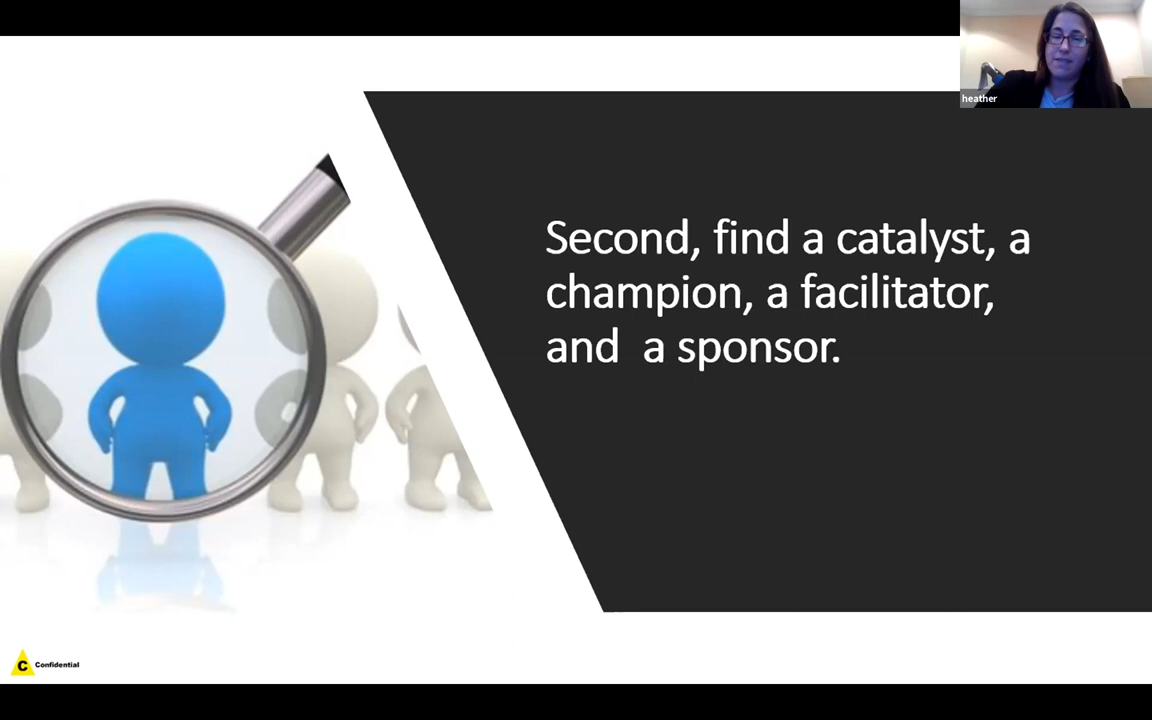 heather
Second, find a catalyst, a
champion, a facilitator,
and  a sponsor.
C Confidential